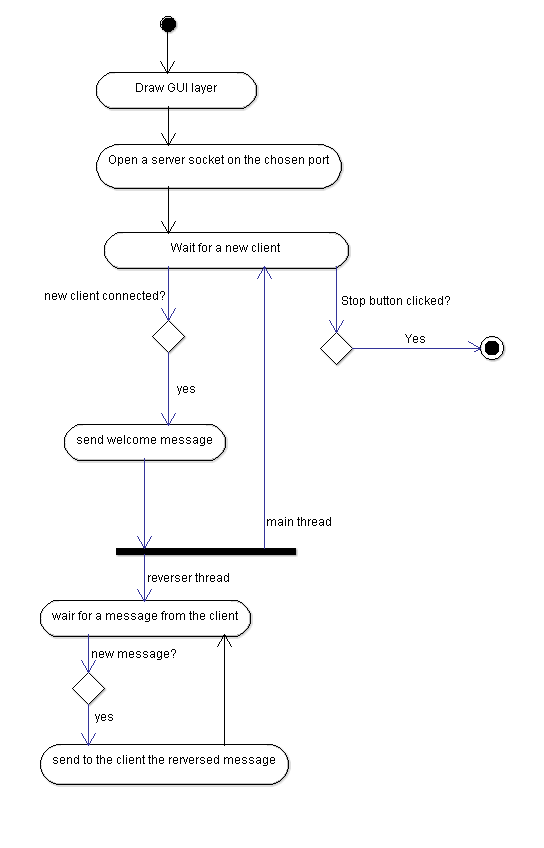 Draw GUI layer
Open a server socket on the chosen port
Wait for a new client
new client connected?
Stop button clicked?
Yes
yes
send welcome message
main thread
reverser thread
wair for a message from the client
new message?
yes
send to the client the rerversed message